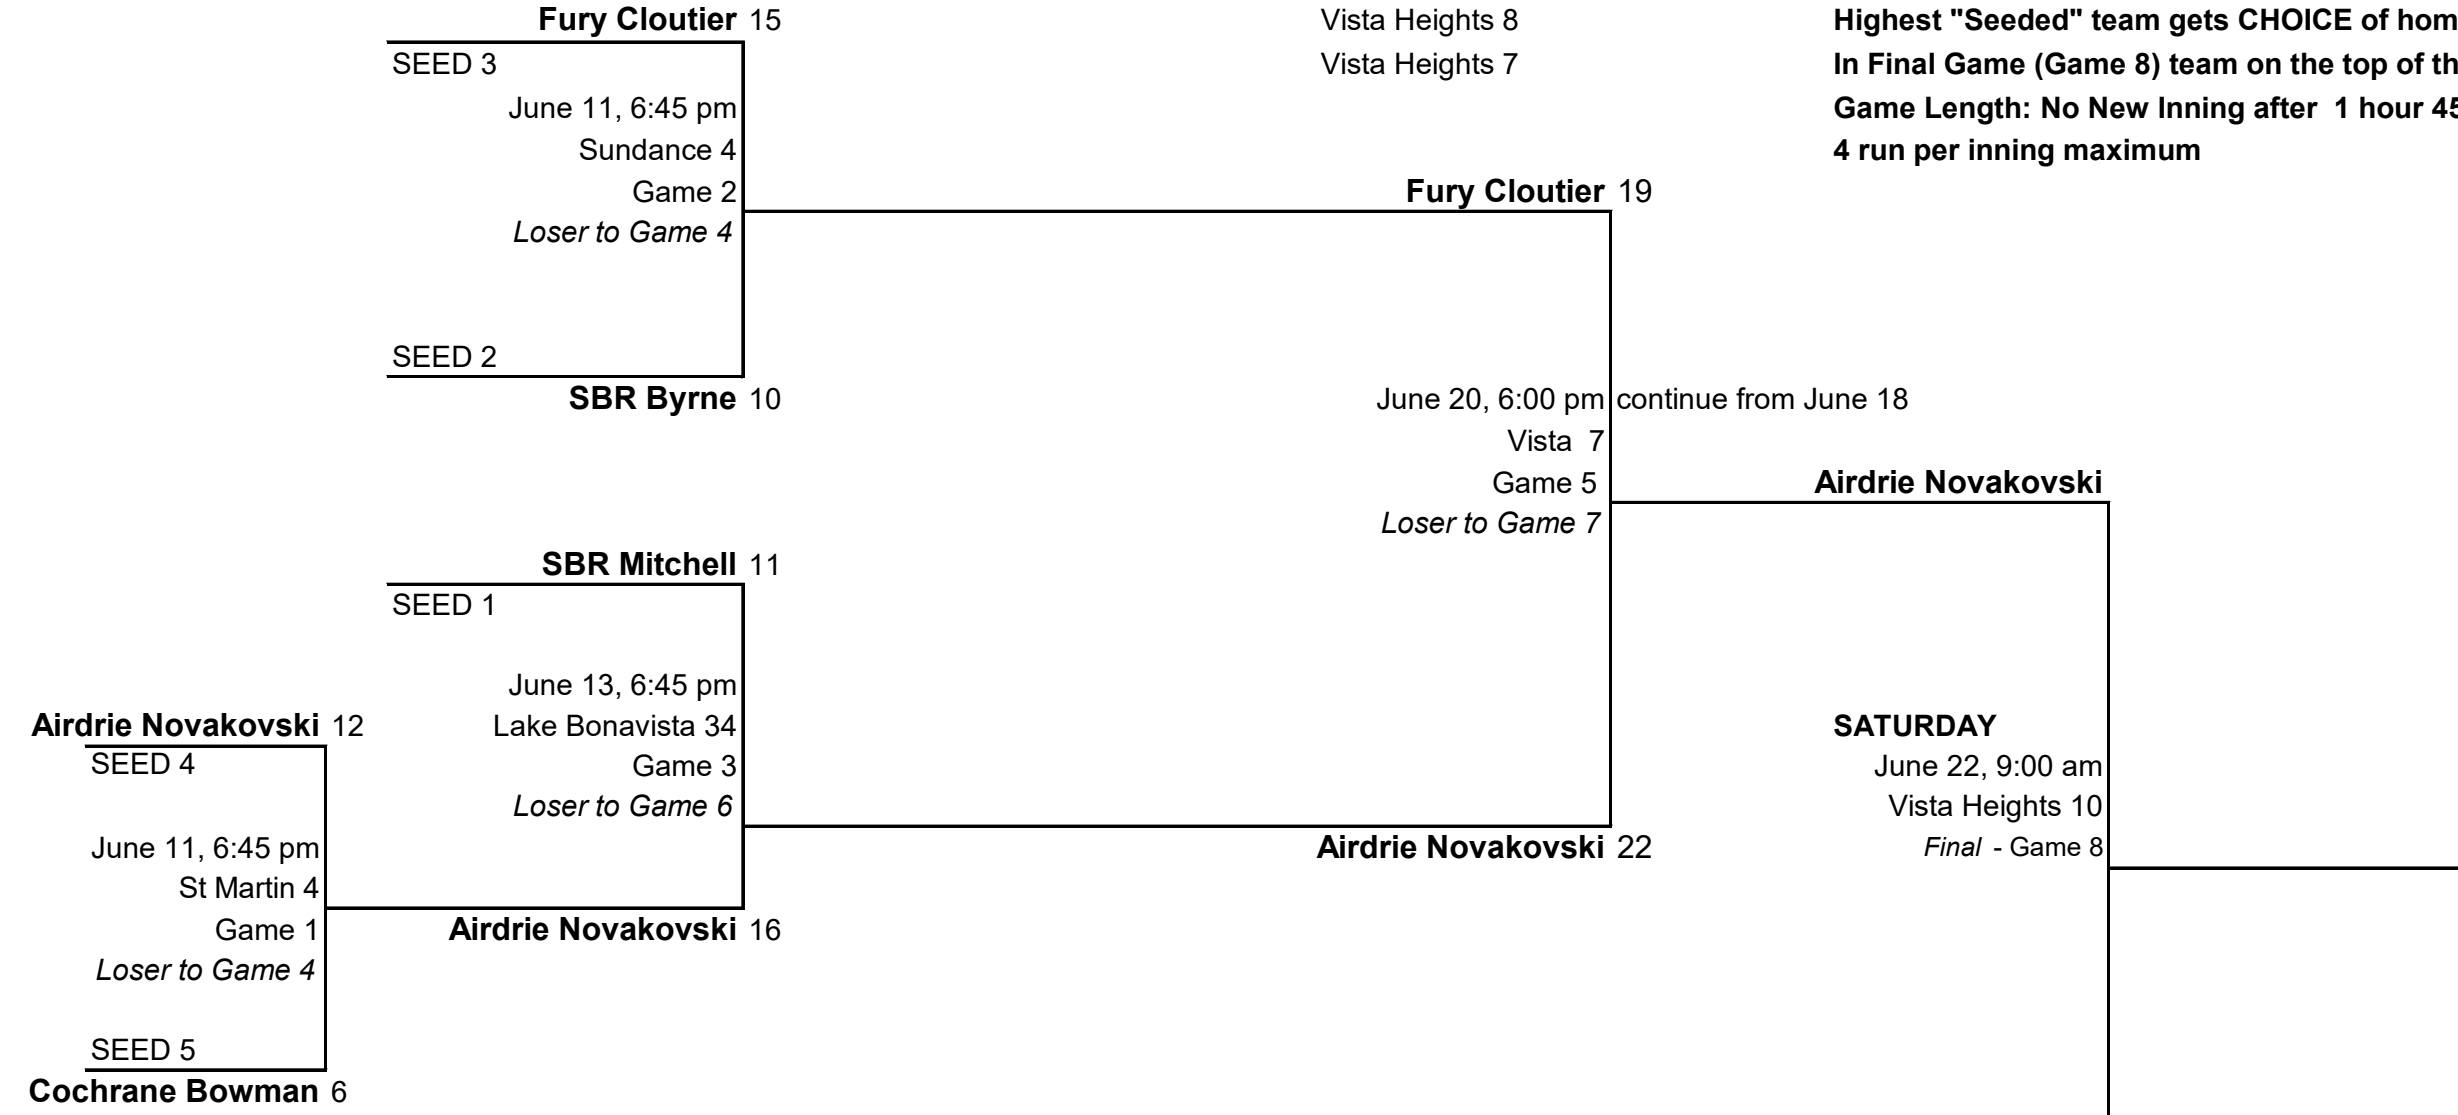 Fury Cloutier 15
Vista Heights 8
Highest "Seeded" team gets CHOICE of hom
SEED 3
Vista Heights 7
In Final Game (Game 8) team on the top of th
June 11, 6:45 pm
Game Length: No New Inning after 1 hour 45
Sundance 4
4 run per inning maximum
Game 2
Fury Cloutier 19
Loser to Game 4
SEED 2
SBR Byrne 10
June 20, 6:00 pm continue from June 18
Vista 7
Game 5
Airdrie Novakovski
Loser to Game 7
SBR Mitchell 11
SEED 1
June 13, 6:45 pm
Airdrie Novakovski 12
Lake Bonavista 34
SATURDAY
SEED 4
Game 3
June 22, 9:00 am
Loser to Game 6
Vista Heights 10
June 11, 6:45 pm
Airdrie Novakovski 22
Final - Game 8
St Martin 4
Game 1
Airdrie Novakovski 16
Loser to Game 4
SEED 5
Cochrane Bowman 6